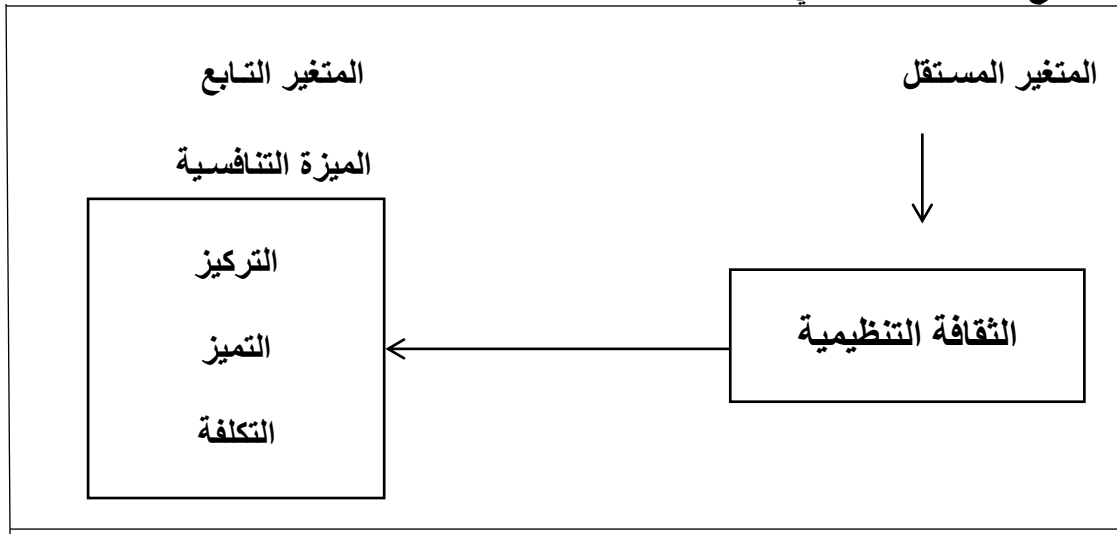 المتغير المستقل
المتغير التابع
الميزة التنافسية
الثقافة التنظيمية
التركيز
التميز
التكلفة